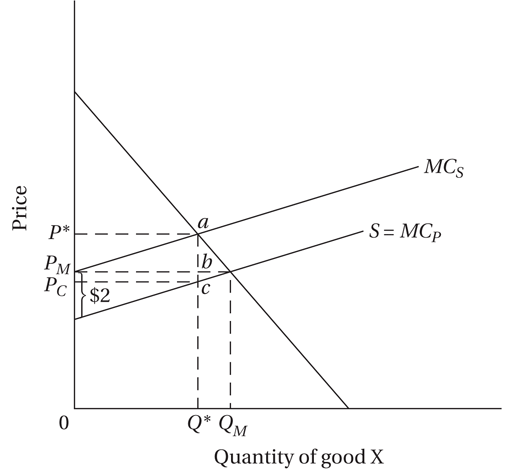 Price
MC_S
S = MC_P
P*
a
P_M
b
P_C
c
$2
0
Q* Q_M
Quantity of good X